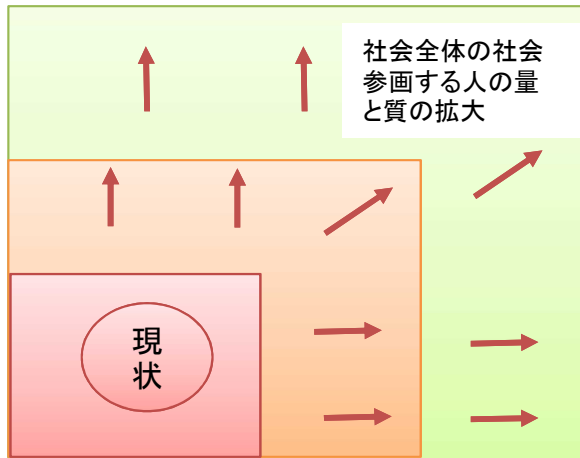 社会全体の社会
参画する人の量
と質の拡大
現
状